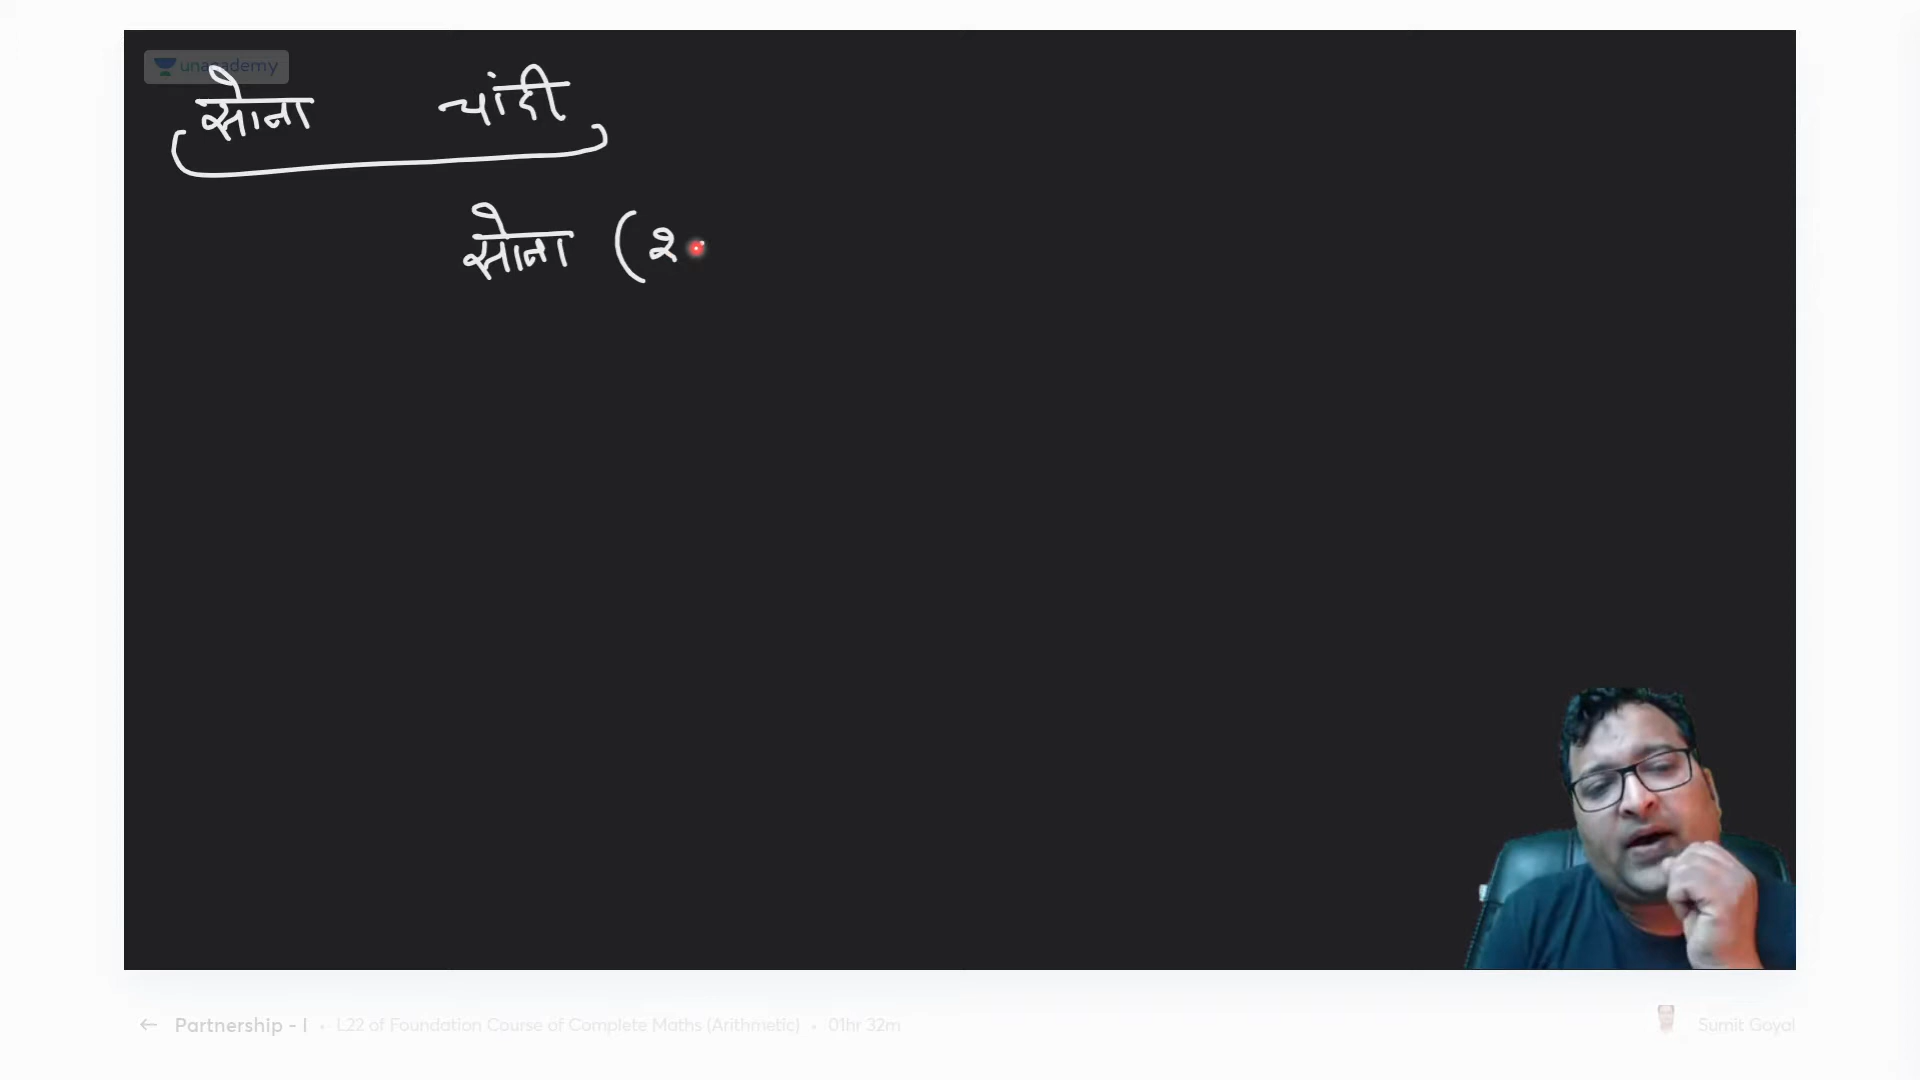 unacademy
सोना चांदी
सोना (२
Partnership - I • L22 of Foundation Course of Complete Maths (Arithmetic) • 01hr 32m
Sumit Goyal